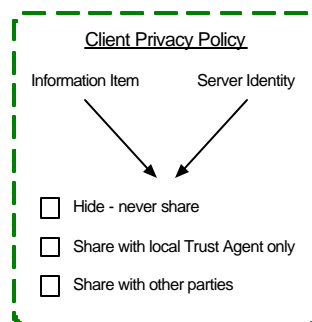 Client Privacy Policy
Information Item Server Identity
Hide - never share
Share with local Trust Agent only
Share with other parties